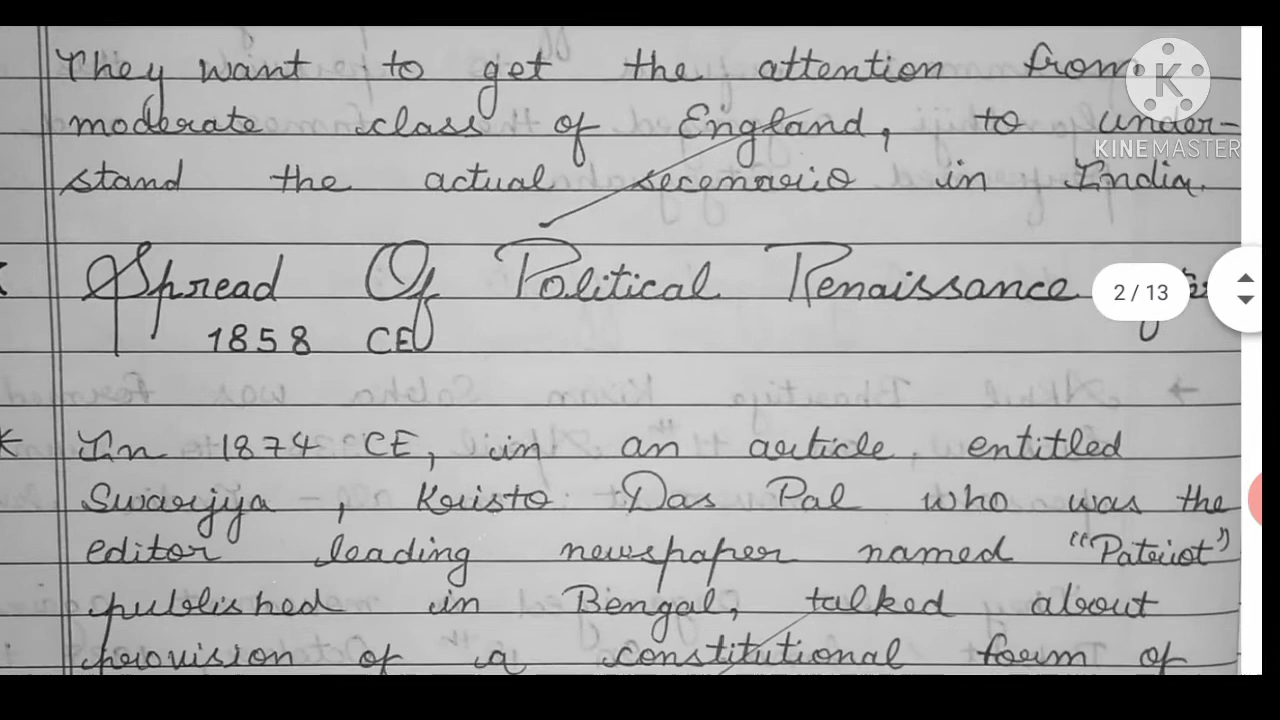 They want to get the attention from
moderate class of England, to under-
stand the actual secenario in India.
Spread Of Political Renaissance
1858 CE
In 1874 CE, in an article, entitled
Swarjya, Kristo Das Pal who was the
editor leading newspaper named "Patriot"
published in Bengal, talked about
provision of a constitutional form of
KINEMASTER
2 / 13